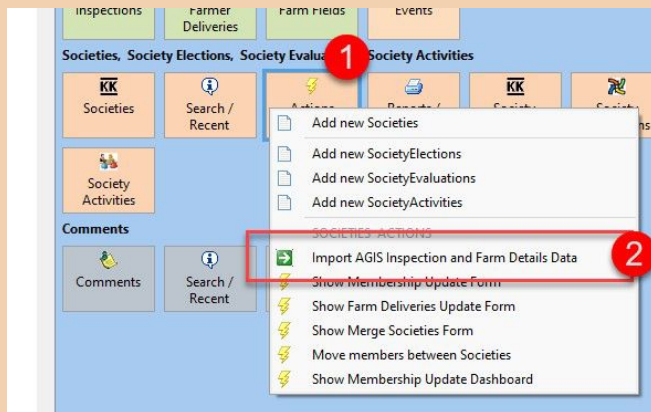 Inspections
Farmer
Deliveries
Farm Fields
Events
Societies, Society Elections, Society Evalua
Society Activities
1
KK
Societies
Search /
Recent
Actions
Reports /
KK
Society
Society
Add new Societies
Add new SocietyElections
Add new SocietyEvaluations
Add new SocietyActivities
Society
Activities
SOCIETIES ACTIONS
Comments
Import AGIS Inspection and Farm Details Data
2
Comments
Search /
Recent
Show Membership Update Form
Show Farm Deliveries Update Form
Show Merge Societies Form
Move members between Societies
Show Membership Update Dashboard